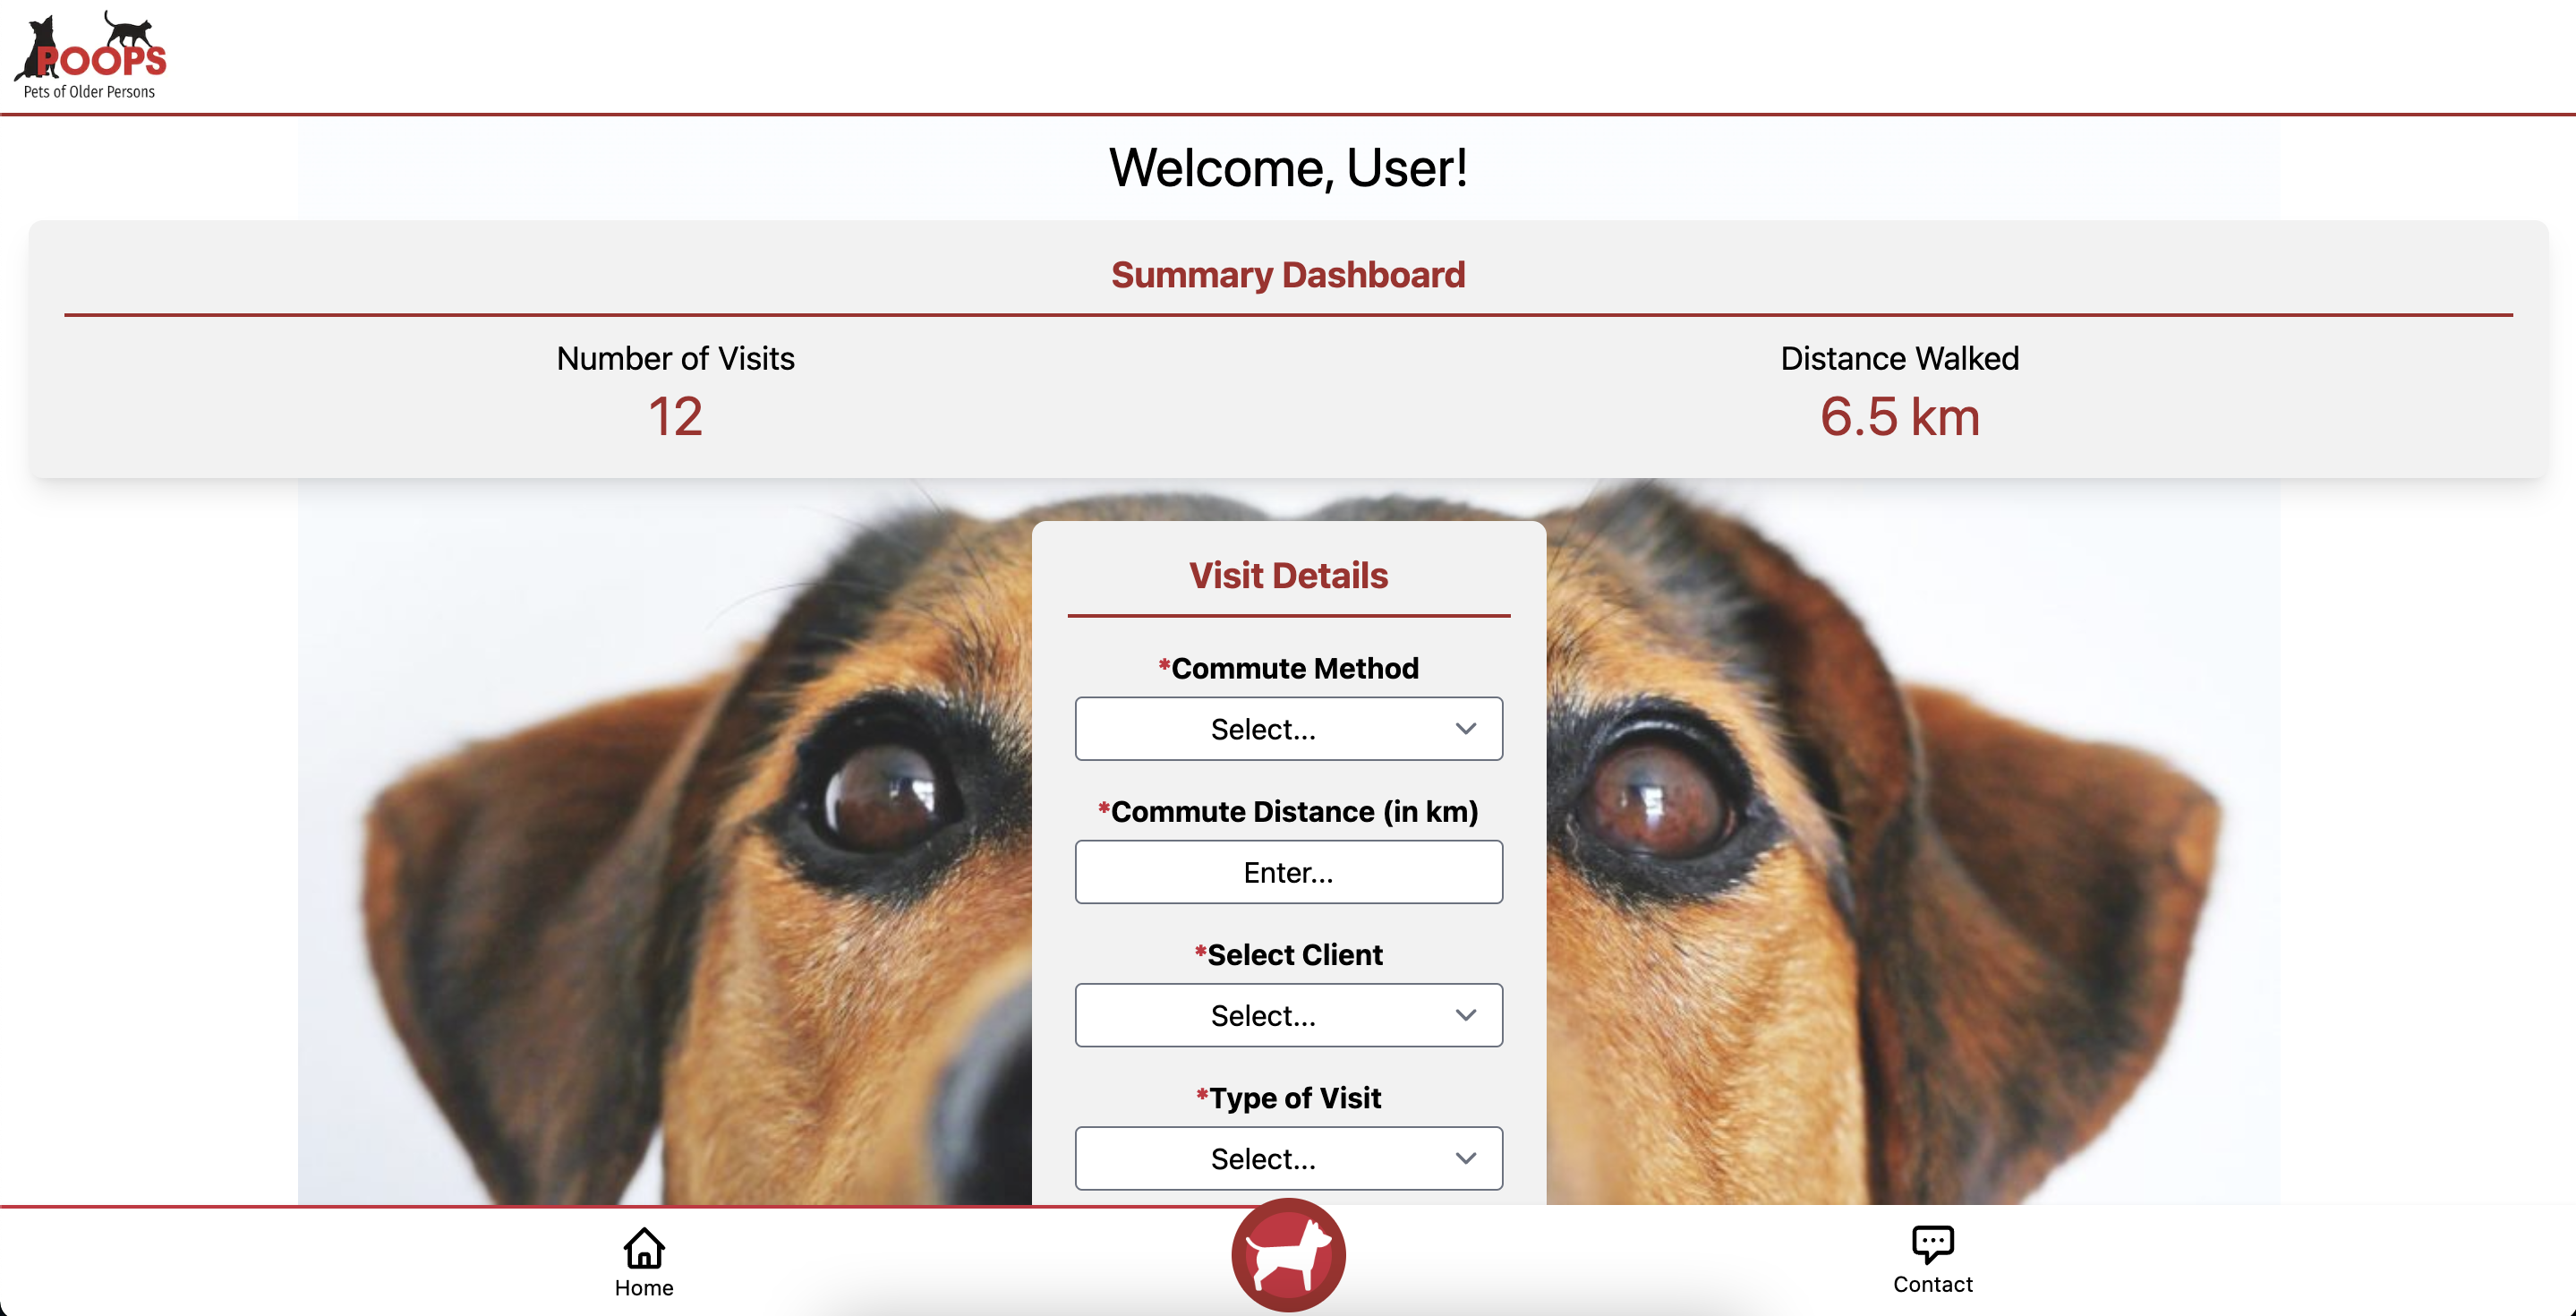 POOPS
Pets of Older Persons
Welcome, User!
Summary Dashboard
Number of Visits
12
Distance Walked
6.5 km
Visit Details
*Commute Method
Select...
*Commute Distance (in km)
Enter...
*Select Client
Select...
*Type of Visit
Select...
Home
Contact